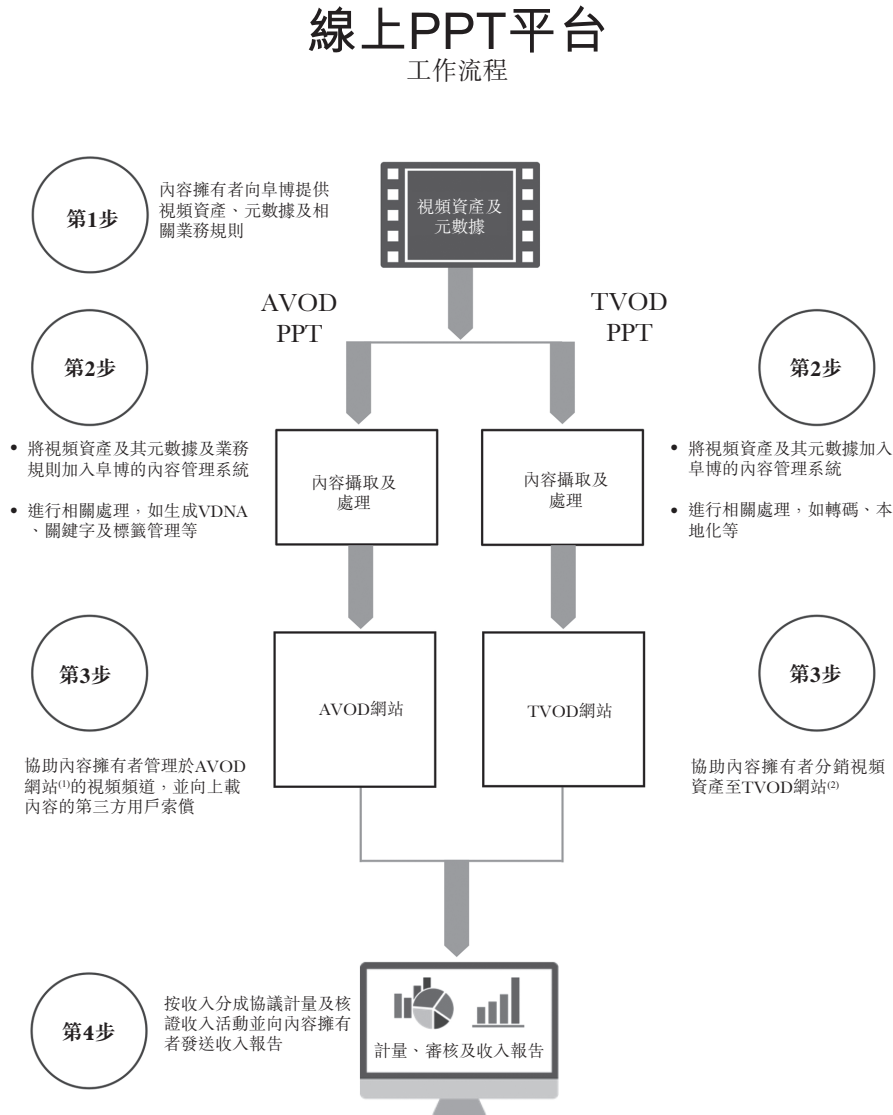 線上PPT平台
工作流程
第1步
內容擁有者向阜博提供
視頻資產、元數據及相
關業務規則
視頻資產及
元數據
AVOD
PPT
TVOD
PPT
第2步
• 將視頻資產及其元數據及業務
規則加入阜博的內容管理系統
• 進行相關處理，如生成VDNA
、關鍵字及標籤管理等
內容攝取及
處理
內容攝取及
處理
第2步
• 將視頻資產及其元數據加入
阜博的內容管理系統
• 進行相關處理，如轉碼、本
地化等
第3步
協助內容擁有者管理於AVOD
網站(1)的視頻頻道，並向上載
內容的第三方用戶索償
AVOD網站
TVOD網站
第3步
協助內容擁有者分銷視頻
資產至TVOD網站(2)
第4步
按收入分成協議計量及核
證收入活動並向內容擁有
者發送收入報告
計量、審核及收入報告